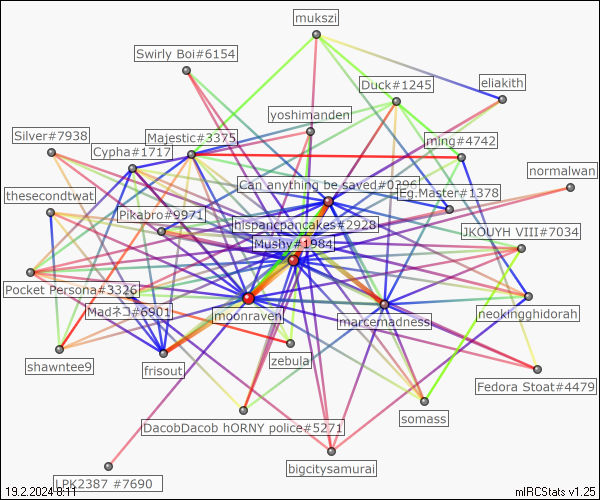 mukszi
Swirly Boi#6154
Duck#1245
eliakith
yoshimanden
Silver#7938
Majestic#3375
ming#4742
Cypha#1717
normalwan
Can anything be saved#0396
Eg.Master#1378
thesecondtwat
Pikabro#9971
hispancpancakes#2928
JKOUYH VIII#7034
Mushy#1984
Pocket Persona#3326
Madネコ#6901
moonraven
marcemadness
neokingghidorah
shawntee9
frisout
zebula
Fedora Stoat#4479
somass
DacobDacob hORNY police#5271
bigcitysamurai
LPK2387 #7690
19.2.2024 8:11
mIRCStats v1.25